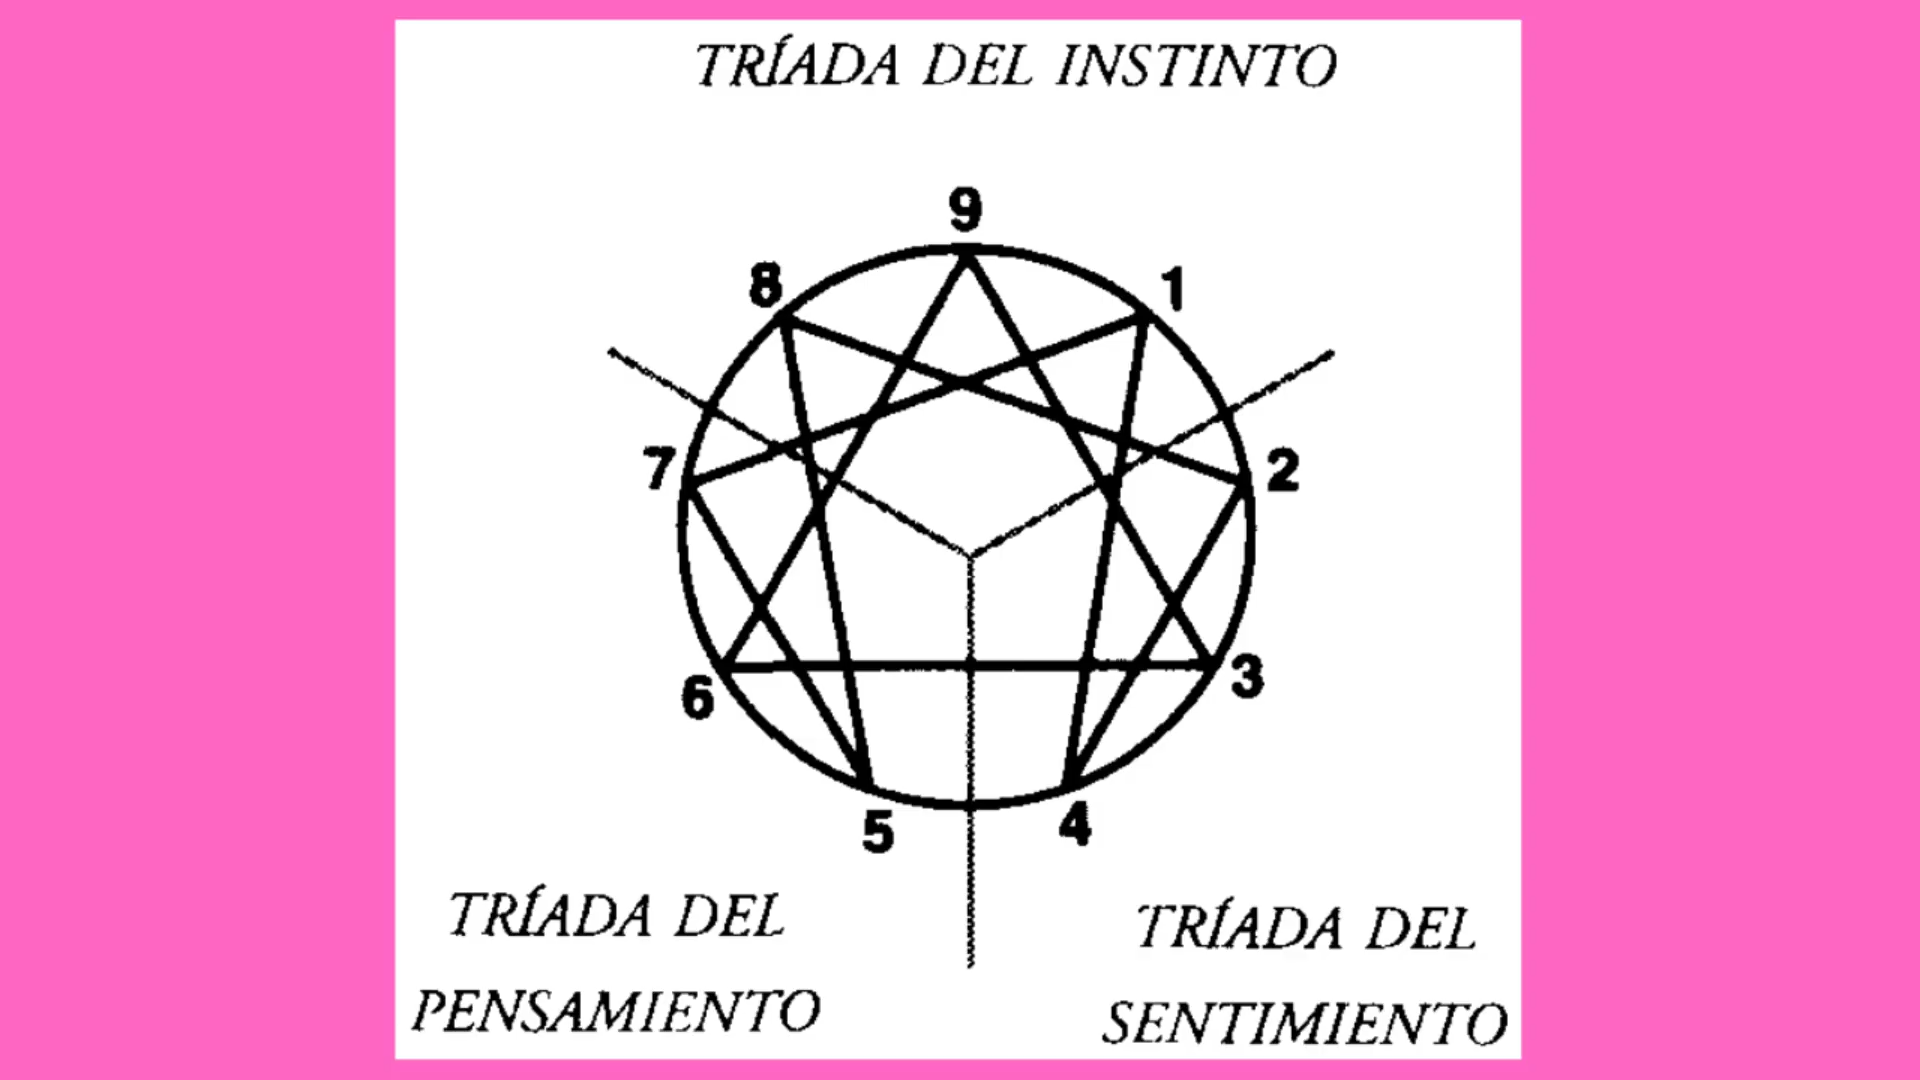 TRÍADA DEL INSTINTO
9
8
1
7
2
6
3
5
4
TRÍADA DEL
PENSAMIENTO
TRÍADA DEL
SENTIMIENTO